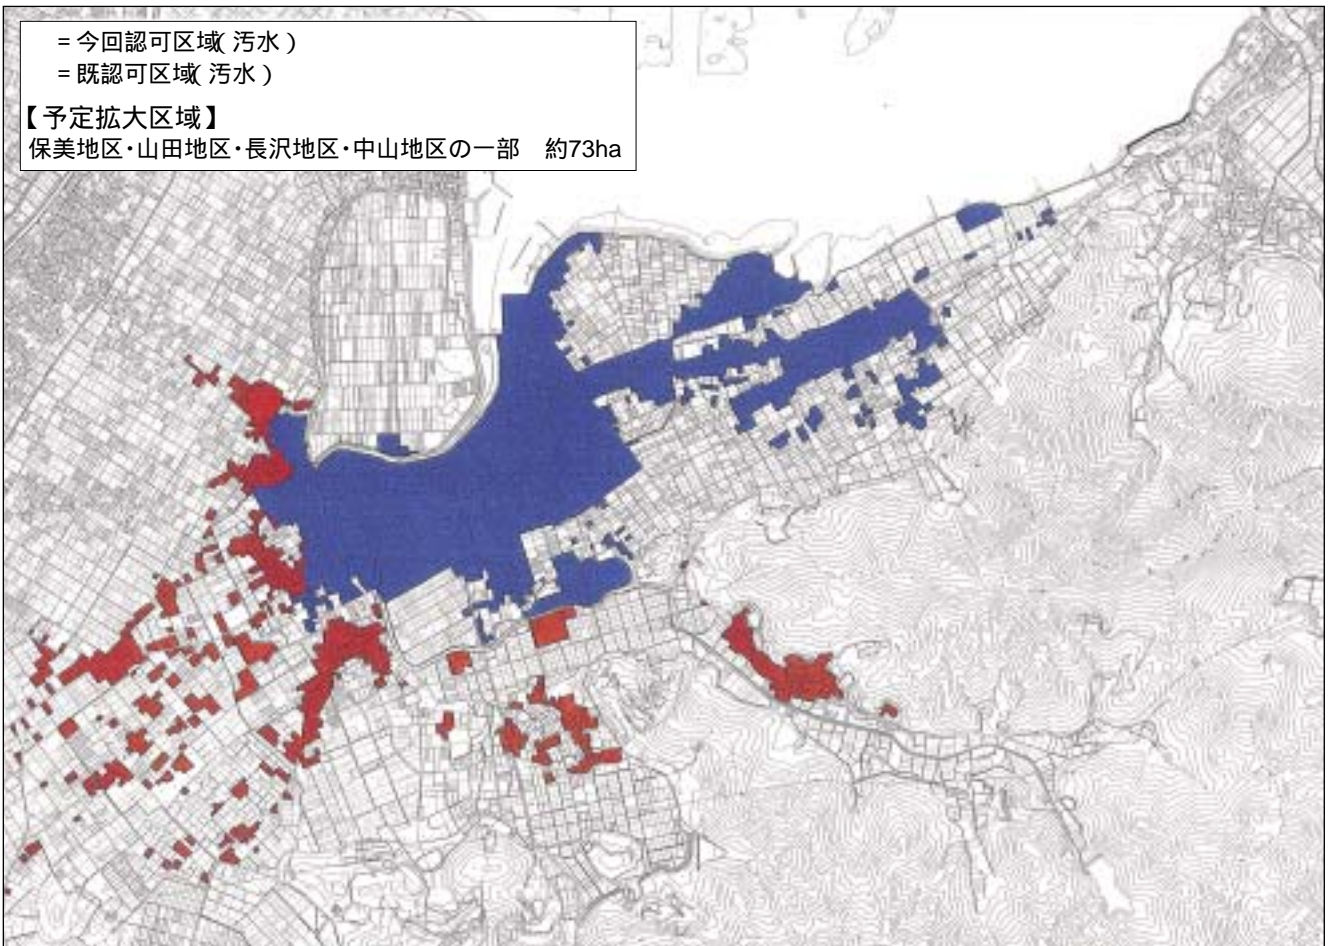 = 今回認可区域(汚水)
= 既認可区域(汚水)
【予定拡大区域】
保美地区・山田地区・長沢地区・中山地区の一部　約73ha